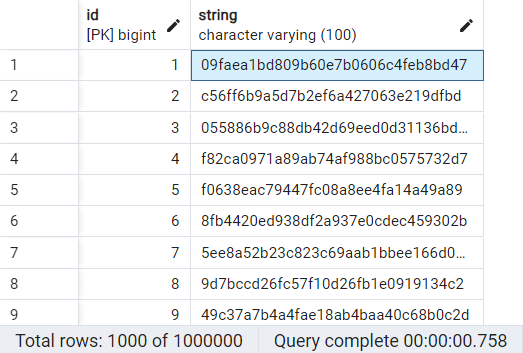 id string
[PK] bigint character varying (100)
1 1 09faea1bd809b60e7b0606c4feb8bd47
2 2 c56ff6b9a5d7b2ef6a427063e219dfbd
3 3 055886b9c88db42d69eed0d31136bd...
4 4 f82ca0971a89ab74af988bc0575732d7
5 5 f0638eac79447fc08a8ee4fa14a49a89
6 6 8fb4420ed938df2a937e0cdec459302b
7 7 5ee8a52b23c823c69aab1bbee166d0...
8 8 9d7bccd26fc57f10d26fb1e0919134c2
9 9 49c37a7b4a4fae18ab4baa40c68b0c2d
Total rows: 1000 of 1000000 Query complete 00:00:00.758